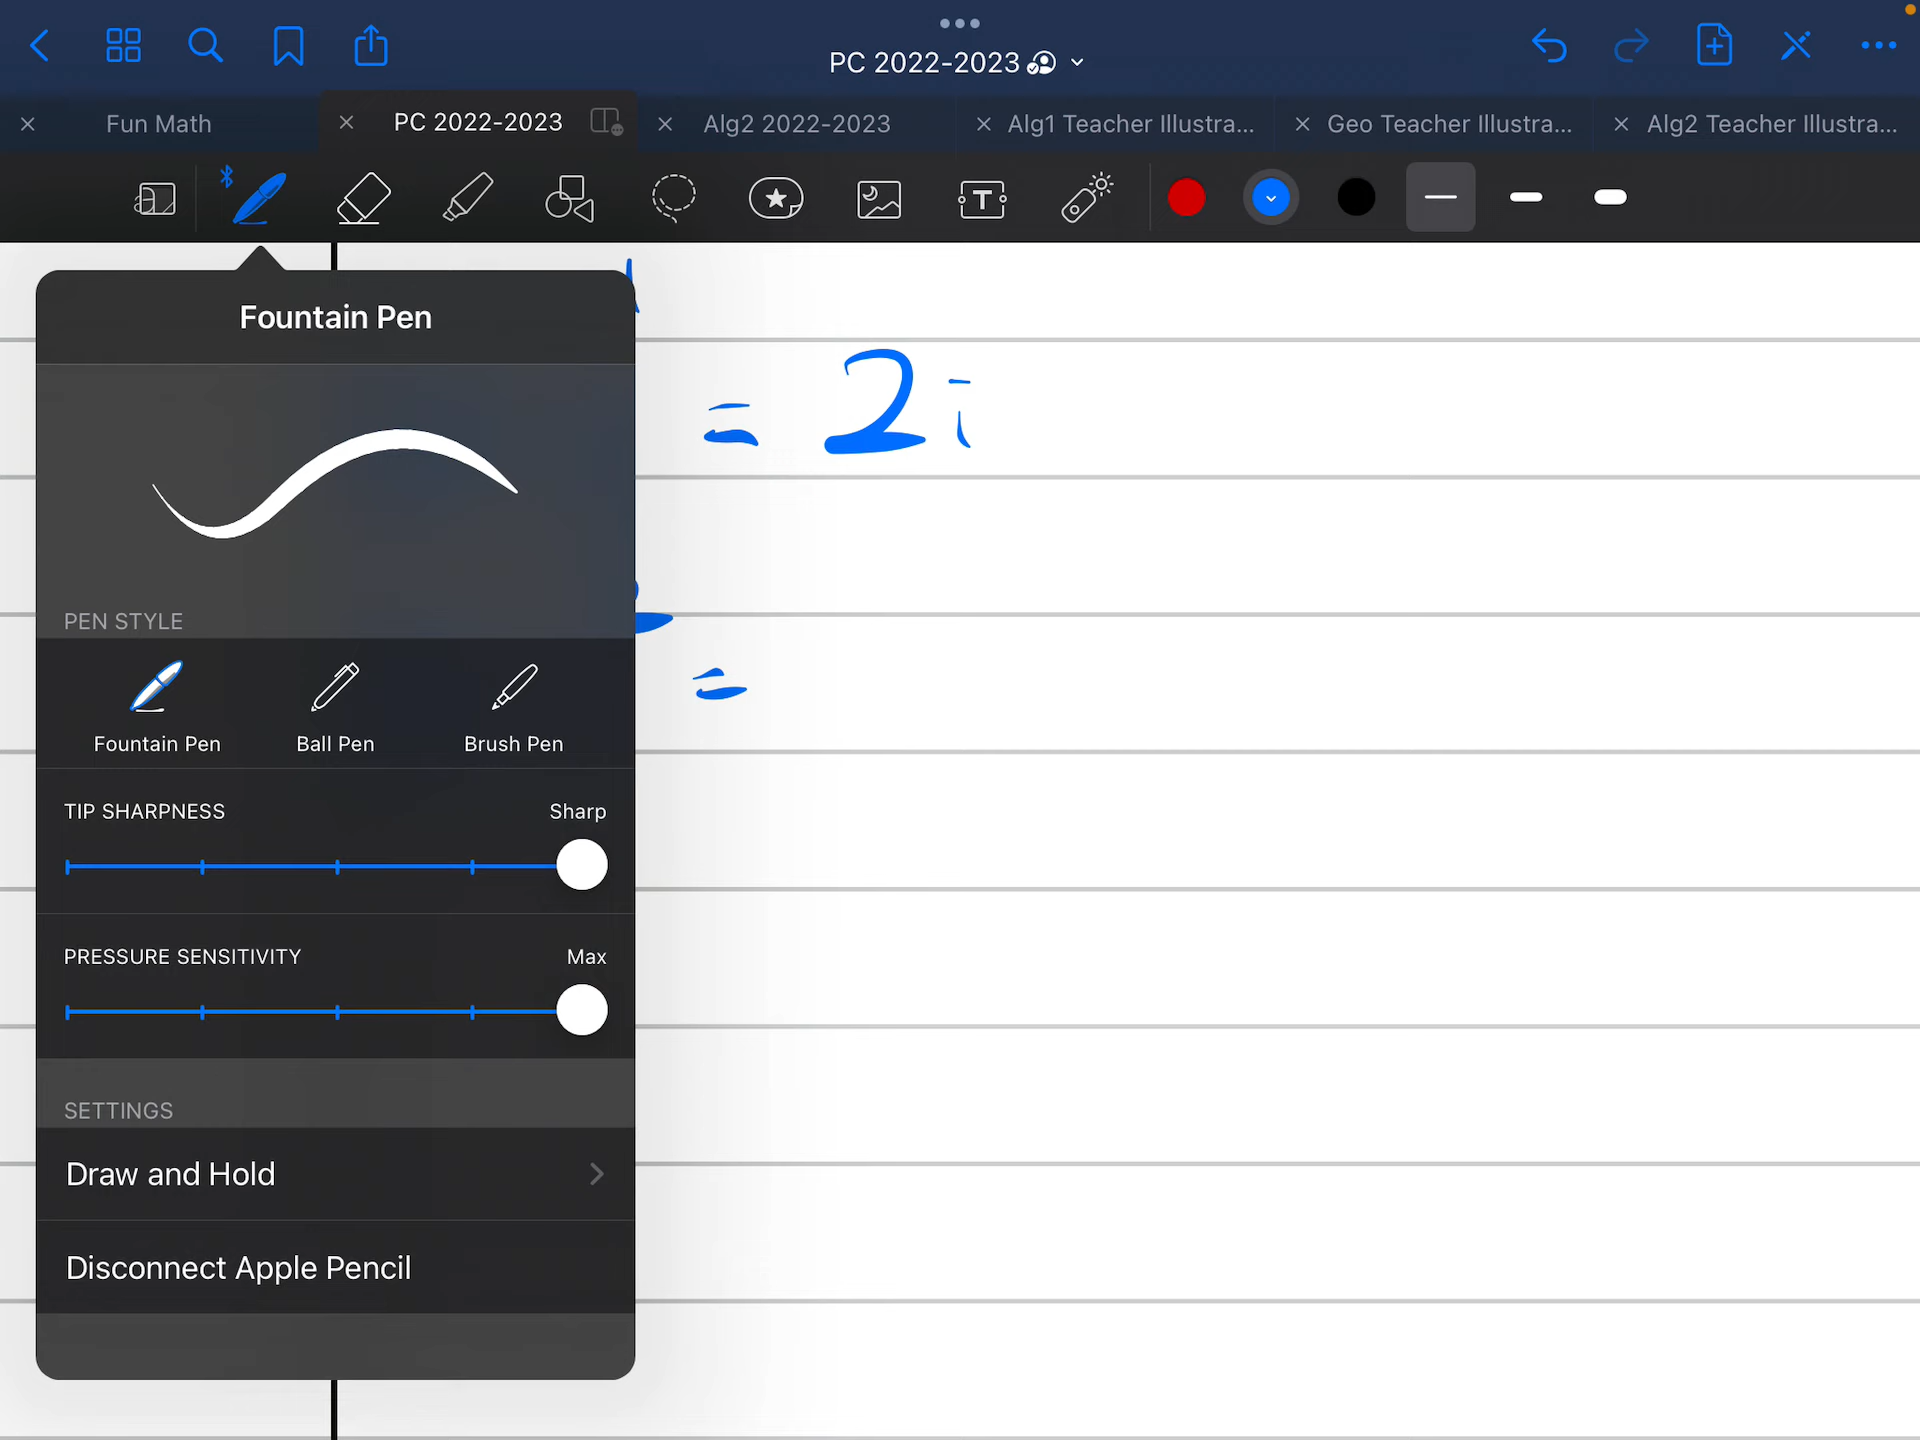 PC 2022-2023
Fun Math
PC 2022-2023
Alg2 2022-2023
Alg1 Teacher Illustra...
Geo Teacher Illustra...
Alg2 Teacher Illustra...
T
Fountain Pen
= 2i
PEN STYLE
=
Fountain Pen
Ball Pen
Brush Pen
TIP SHARPNESS
Sharp
PRESSURE SENSITIVITY
Max
SETTINGS
Draw and Hold
Disconnect Apple Pencil